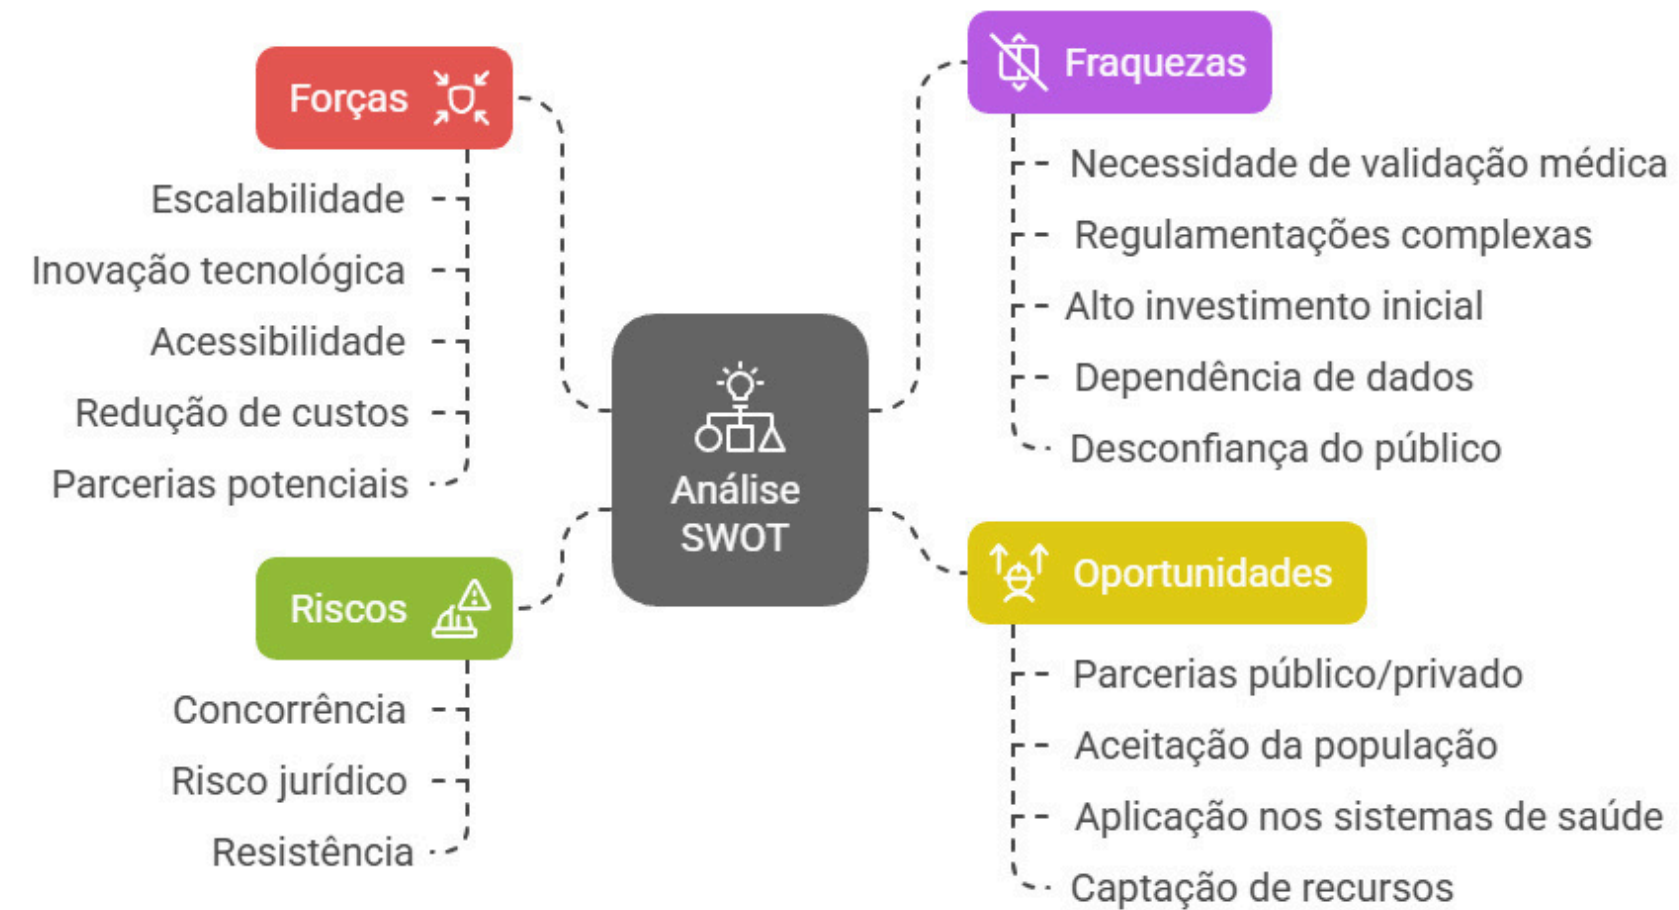 Forças
Escalabilidade
Inovação tecnológica
Acessibilidade
Redução de custos
Parcerias potenciais
Riscos
Concorrência
Risco jurídico
Resistência
Análise
SWOT
Fraquezas
Necessidade de validação médica
Regulamentações complexas
Alto investimento inicial
Dependência de dados
Desconfiança do público
Oportunidades
Parcerias público/privado
Aceitação da população
Aplicação nos sistemas de saúde
Captação de recursos